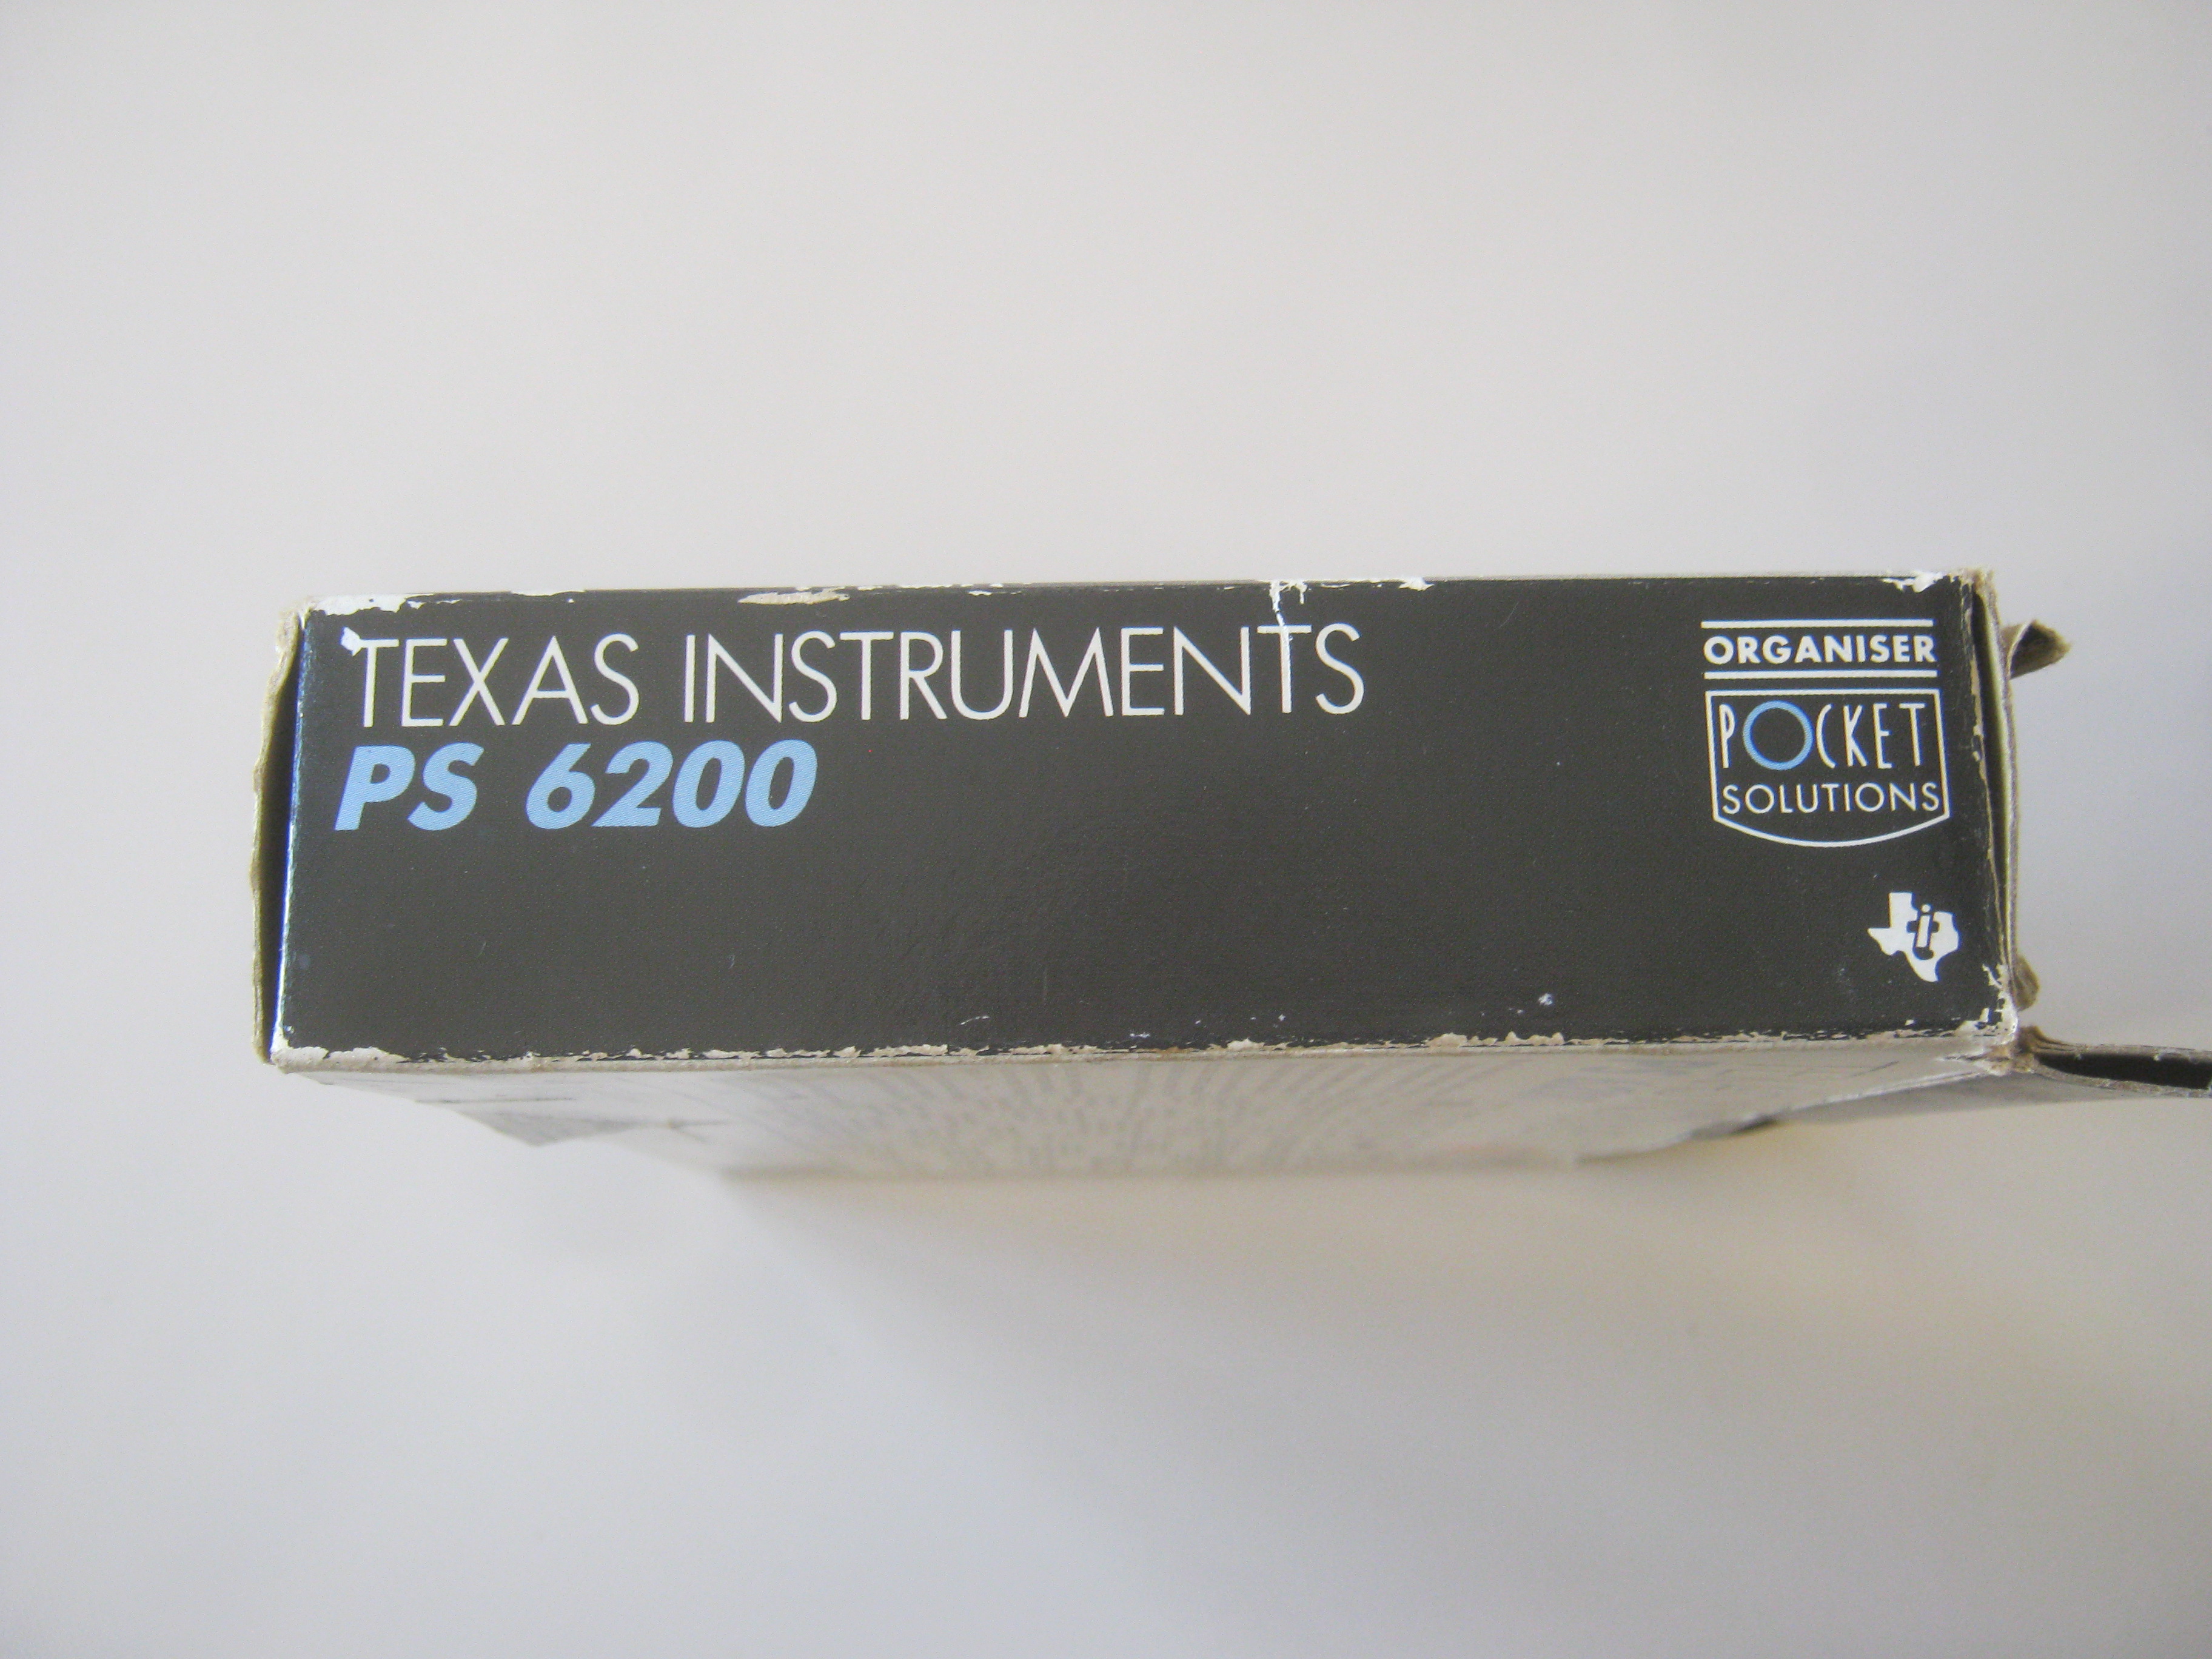 TEXAS INSTRUMENTS
PS 6200
ORGANISER
POCKET
SOLUTIONS